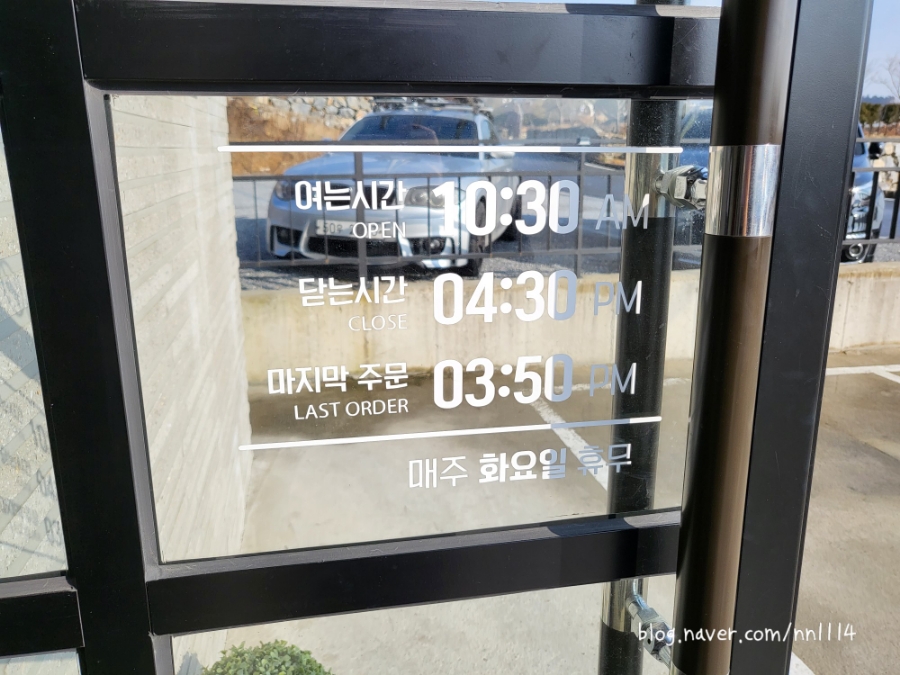 여는시간 10:30 AM
OPEN
닫는시간 04:30 PM
CLOSE
마지막 주문 03:50 PM
LAST ORDER
매주 화요일 휴무
blog.naver.com/nn1114